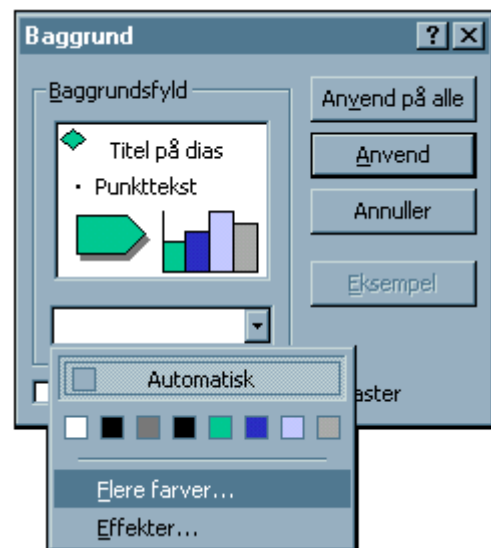 Baggrund
Baggrundsfyld
Titel på dias
· Punkttekst
Anvend på alle
Anvend
Annuller
Eksempel
Automatisk
aster
Flere farver...
Effekter...